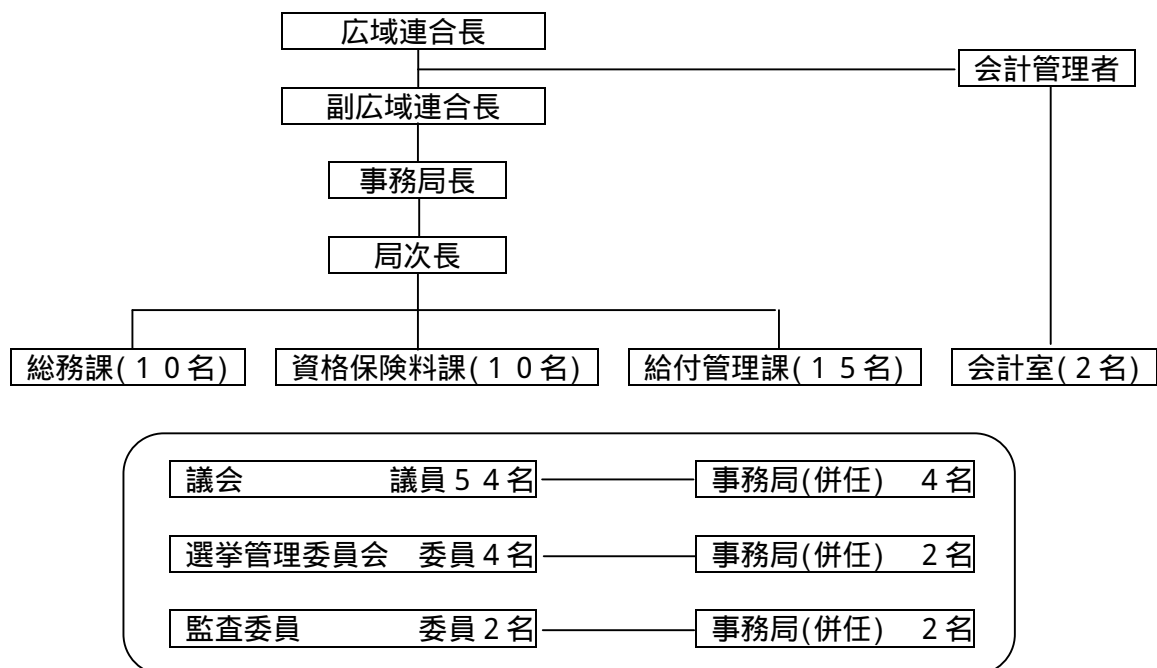 広域連合長
会計管理者
副広域連合長
事務局長
局次長
総務課(10名) 資格保険料課(10名) 給付管理課(15名) 会計室(2名)
議会 議員54名 事務局(併任) 4名
選挙管理委員会 委員4名 事務局(併任) 2名
監査委員 委員2名 事務局(併任) 2名